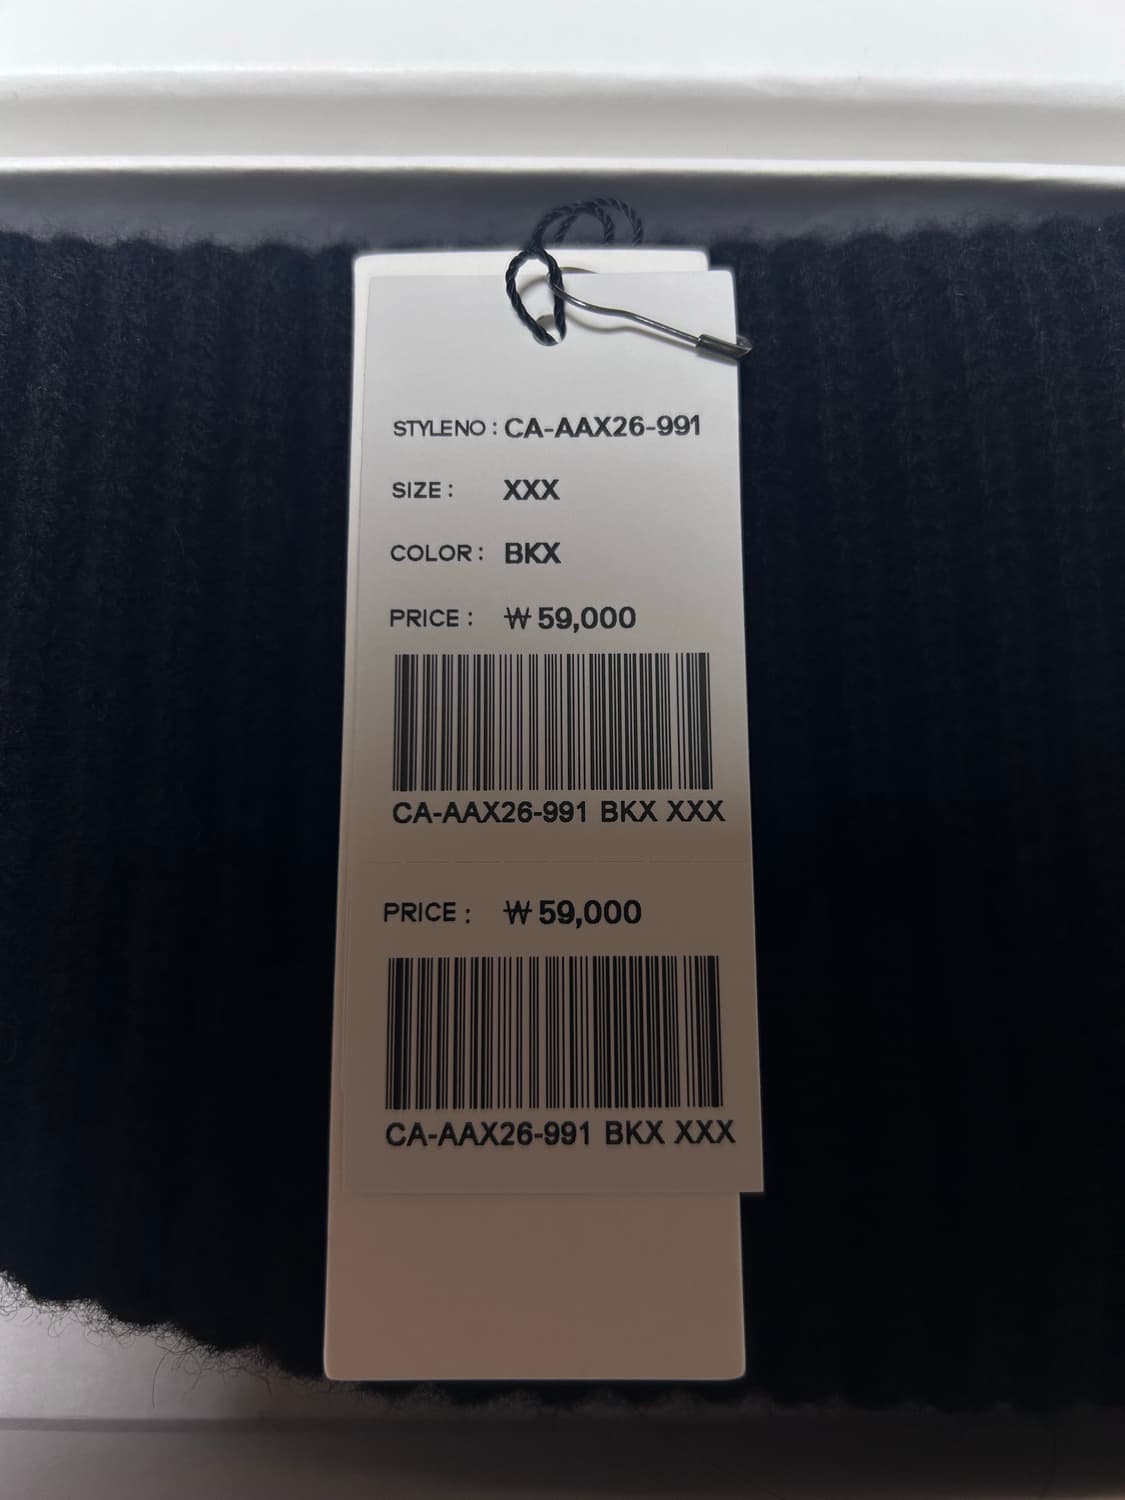 STYLENO : CA-AAX26-991
SIZE : XXX
COLOR : BKX
PRICE : ₩ 59,000
CA-AAX26-991 BKX XXX
PRICE : ₩ 59,000
CA-AAX26-991 BKX XXX